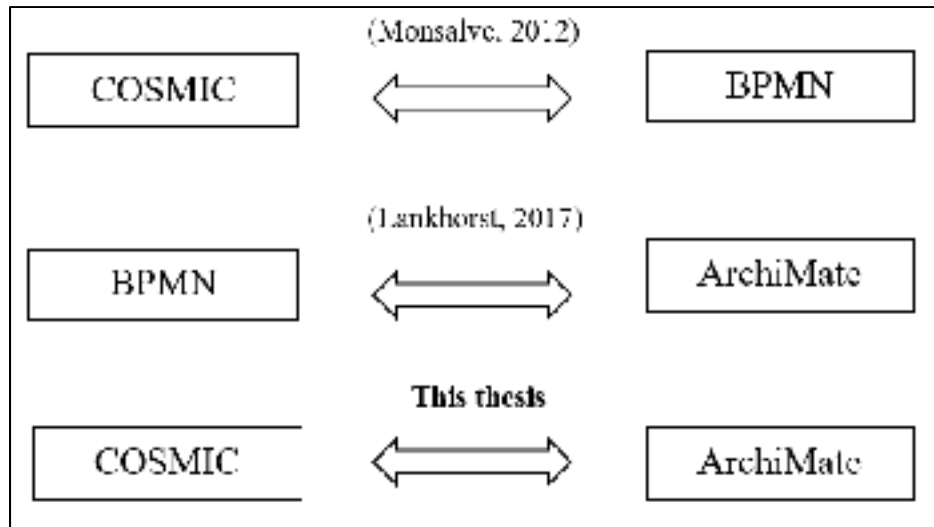 (Monsalve, 2012)
COSMIC
BPMN
(Lankhorst, 2017)
BPMN
ArchiMate
This thesis
COSMIC
ArchiMate